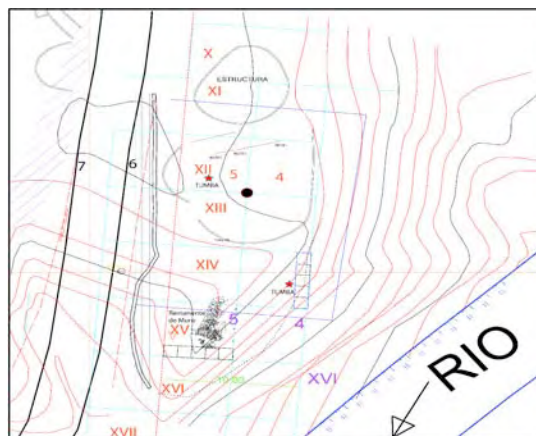 X
ESTRUCTURA
XI
7
6
XII
5
4
TUMBA
XIII
XIV
TUMBA
Remanente
de Muro
XV
5
4
XVI
XVI
RIO
XVII